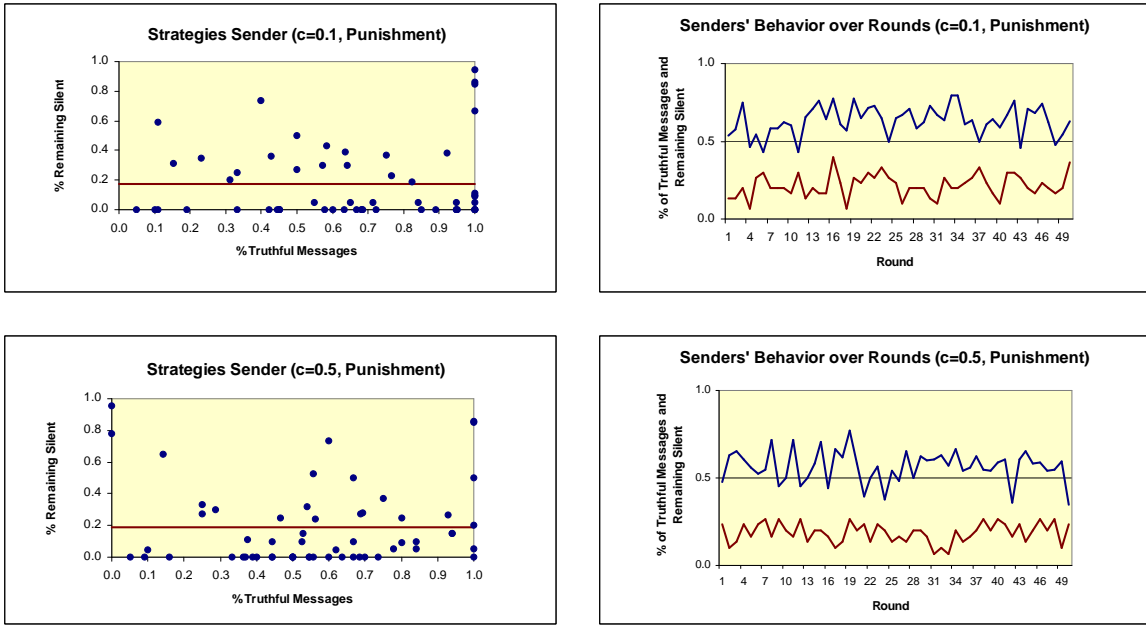 Strategies Sender (c=0.1, Punishment)
% Remaining Silent
1.0
0.8
0.6
0.4
0.2
0.0
0.0 0.1 0.2 0.3 0.4 0.5 0.6 0.7 0.8 0.9 1.0
% Truthful Messages
Senders' Behavior over Rounds (c=0.1, Punishment)
% of Truthful Messages and
Remaining Silent
1.0
0.5
0.0
1 4 7 10 13 16 19 22 25 28 31 34 37 40 43 46 49
Round
Strategies Sender (c=0.5, Punishment)
% Remaining Silent
1.0
0.8
0.6
0.4
0.2
0.0
0.0 0.1 0.2 0.3 0.4 0.5 0.6 0.7 0.8 0.9 1.0
% Truthful Messages
Senders' Behavior over Rounds (c=0.5, Punishment)
% of Truthful Messages and
Remaining Silent
1.0
0.5
0.0
1 4 7 10 13 16 19 22 25 28 31 34 37 40 43 46 49
Round